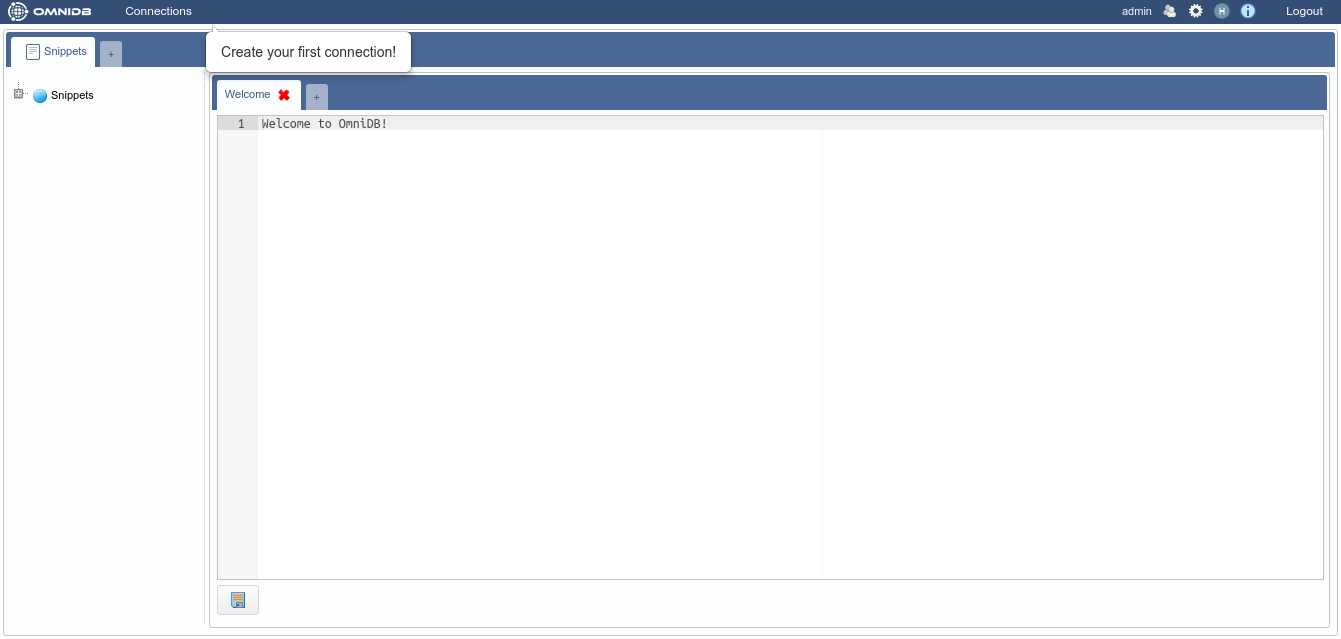 OMNIDB Connections admin H i Logout
Snippets +
Create your first connection!
Snippets
Welcome +
1 Welcome to OmniDB!